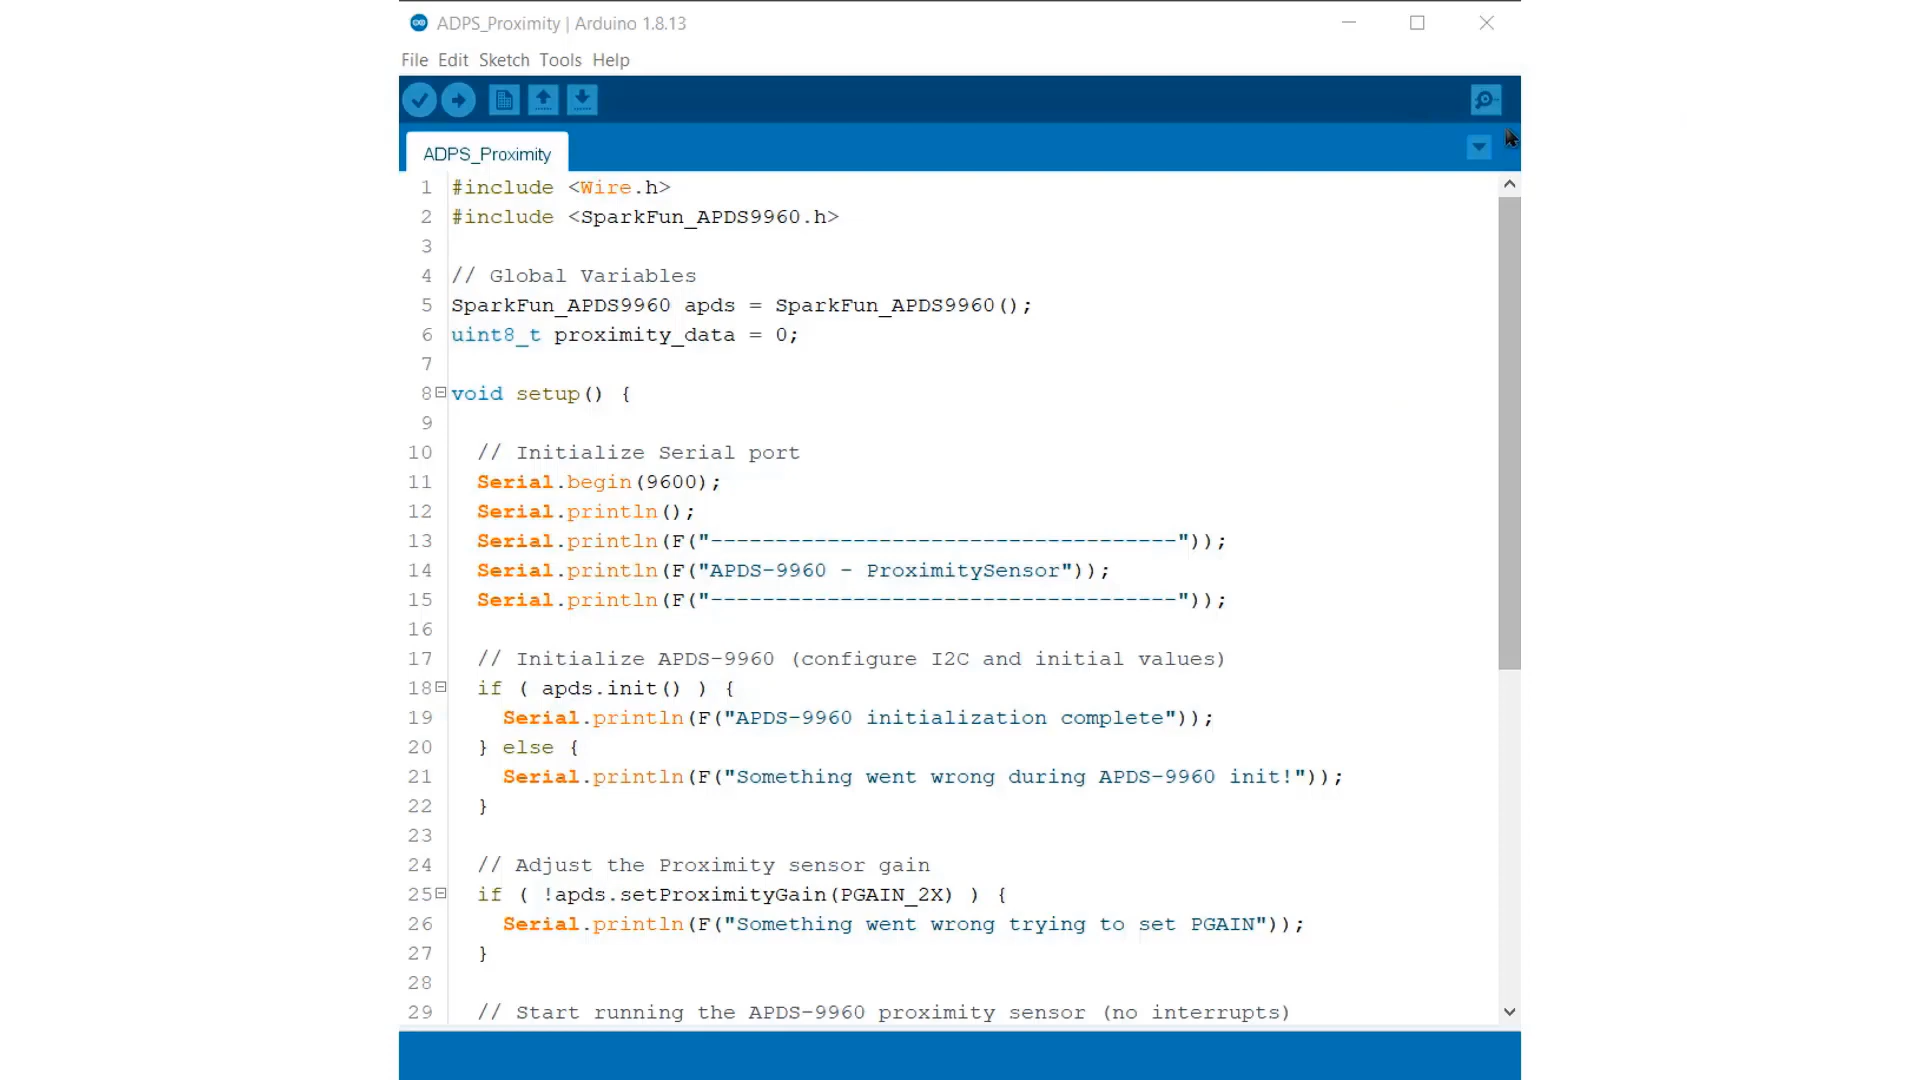 ADPS_Proximity | Arduino 1.8.13
File Edit Sketch Tools Help
ADPS_Proximity
1 #include <Wire.h>
2 #include <SparkFun_APDS9960.h>
3
4 // Global Variables
5 SparkFun_APDS9960 apds = SparkFun_APDS9960();
6 uint8_t proximity_data = 0;
7
8 void setup() {
9
10 // Initialize Serial port
11 Serial.begin(9600);
12 Serial.println();
13 Serial.println(F("------------------------------------"));
14 Serial.println(F("APDS-9960 - ProximitySensor"));
15 Serial.println(F("------------------------------------"));
16
17 // Initialize APDS-9960 (configure I2C and initial values)
18 if ( apds.init() ) {
19 Serial.println(F("APDS-9960 initialization complete"));
20 } else {
21 Serial.println(F("Something went wrong during APDS-9960 init!"));
22 }
23
24 // Adjust the Proximity sensor gain
25 if ( !apds.setProximityGain(PGAIN_2X) ) {
26 Serial.println(F("Something went wrong trying to set PGAIN"));
27 }
28
29 // Start running the APDS-9960 proximity sensor (no interrupts)